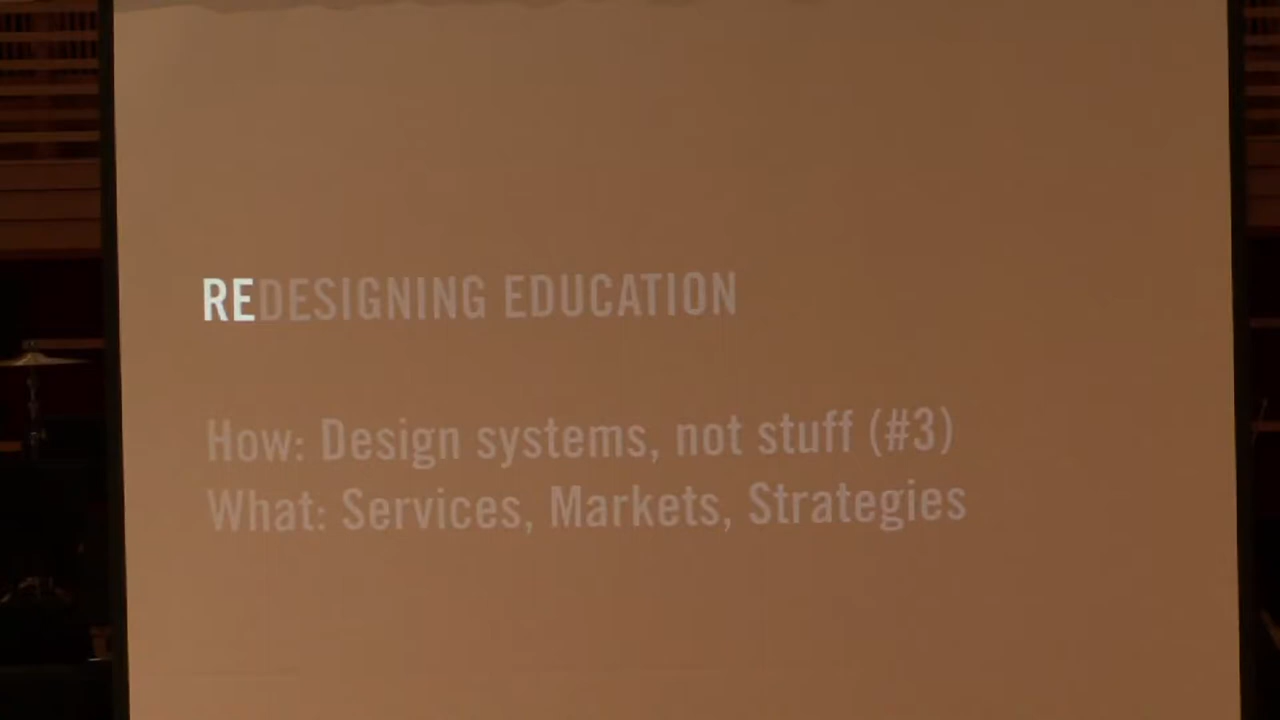 REDESIGNING EDUCATION
How: Design systems, not stuff (#3)
What: Services, Markets, Strategies